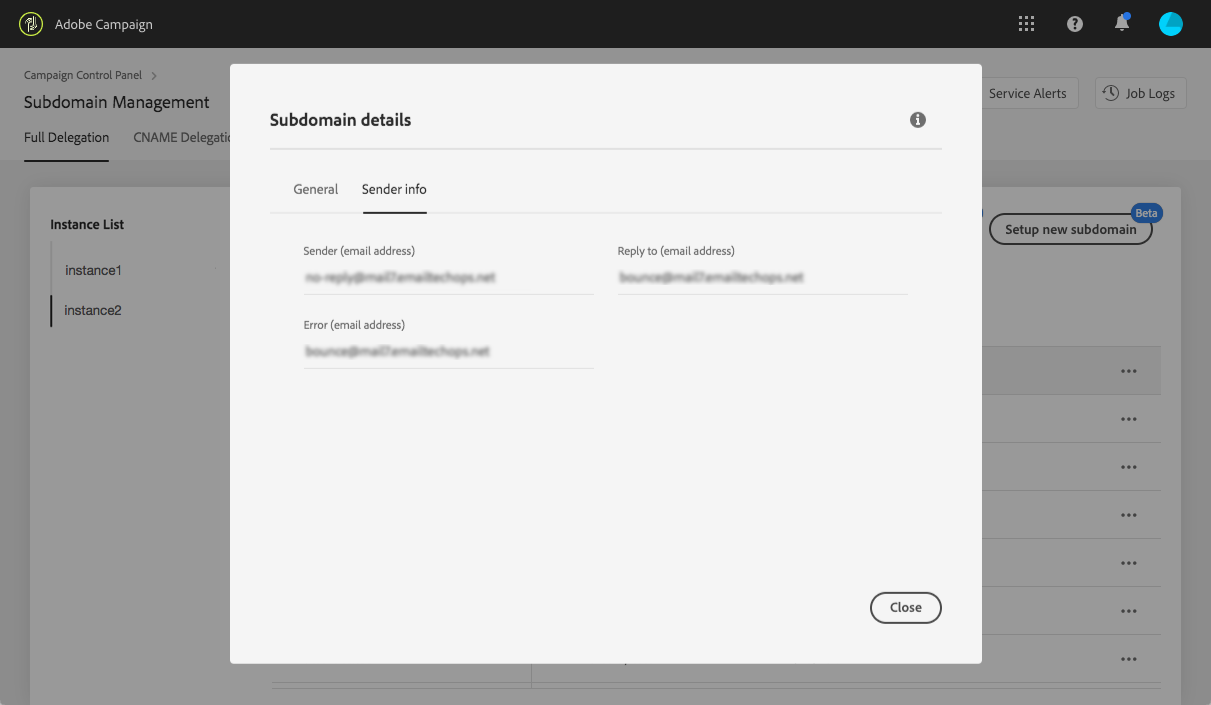 Adobe Campaign
Campaign Control Panel
Subdomain Management
Service Alerts
Job Logs
Full Delegation
CNAME Delegatio
Subdomain details
General
Sender info
Instance List
instance1
instance2
Beta
Setup new subdomain
Sender (email address)
no-reply@mail7.emailtechops.net
Reply to (email address)
bounce@mail7.emailtechops.net
Error (email address)
bounce@mail7.emailtechops.net
Close